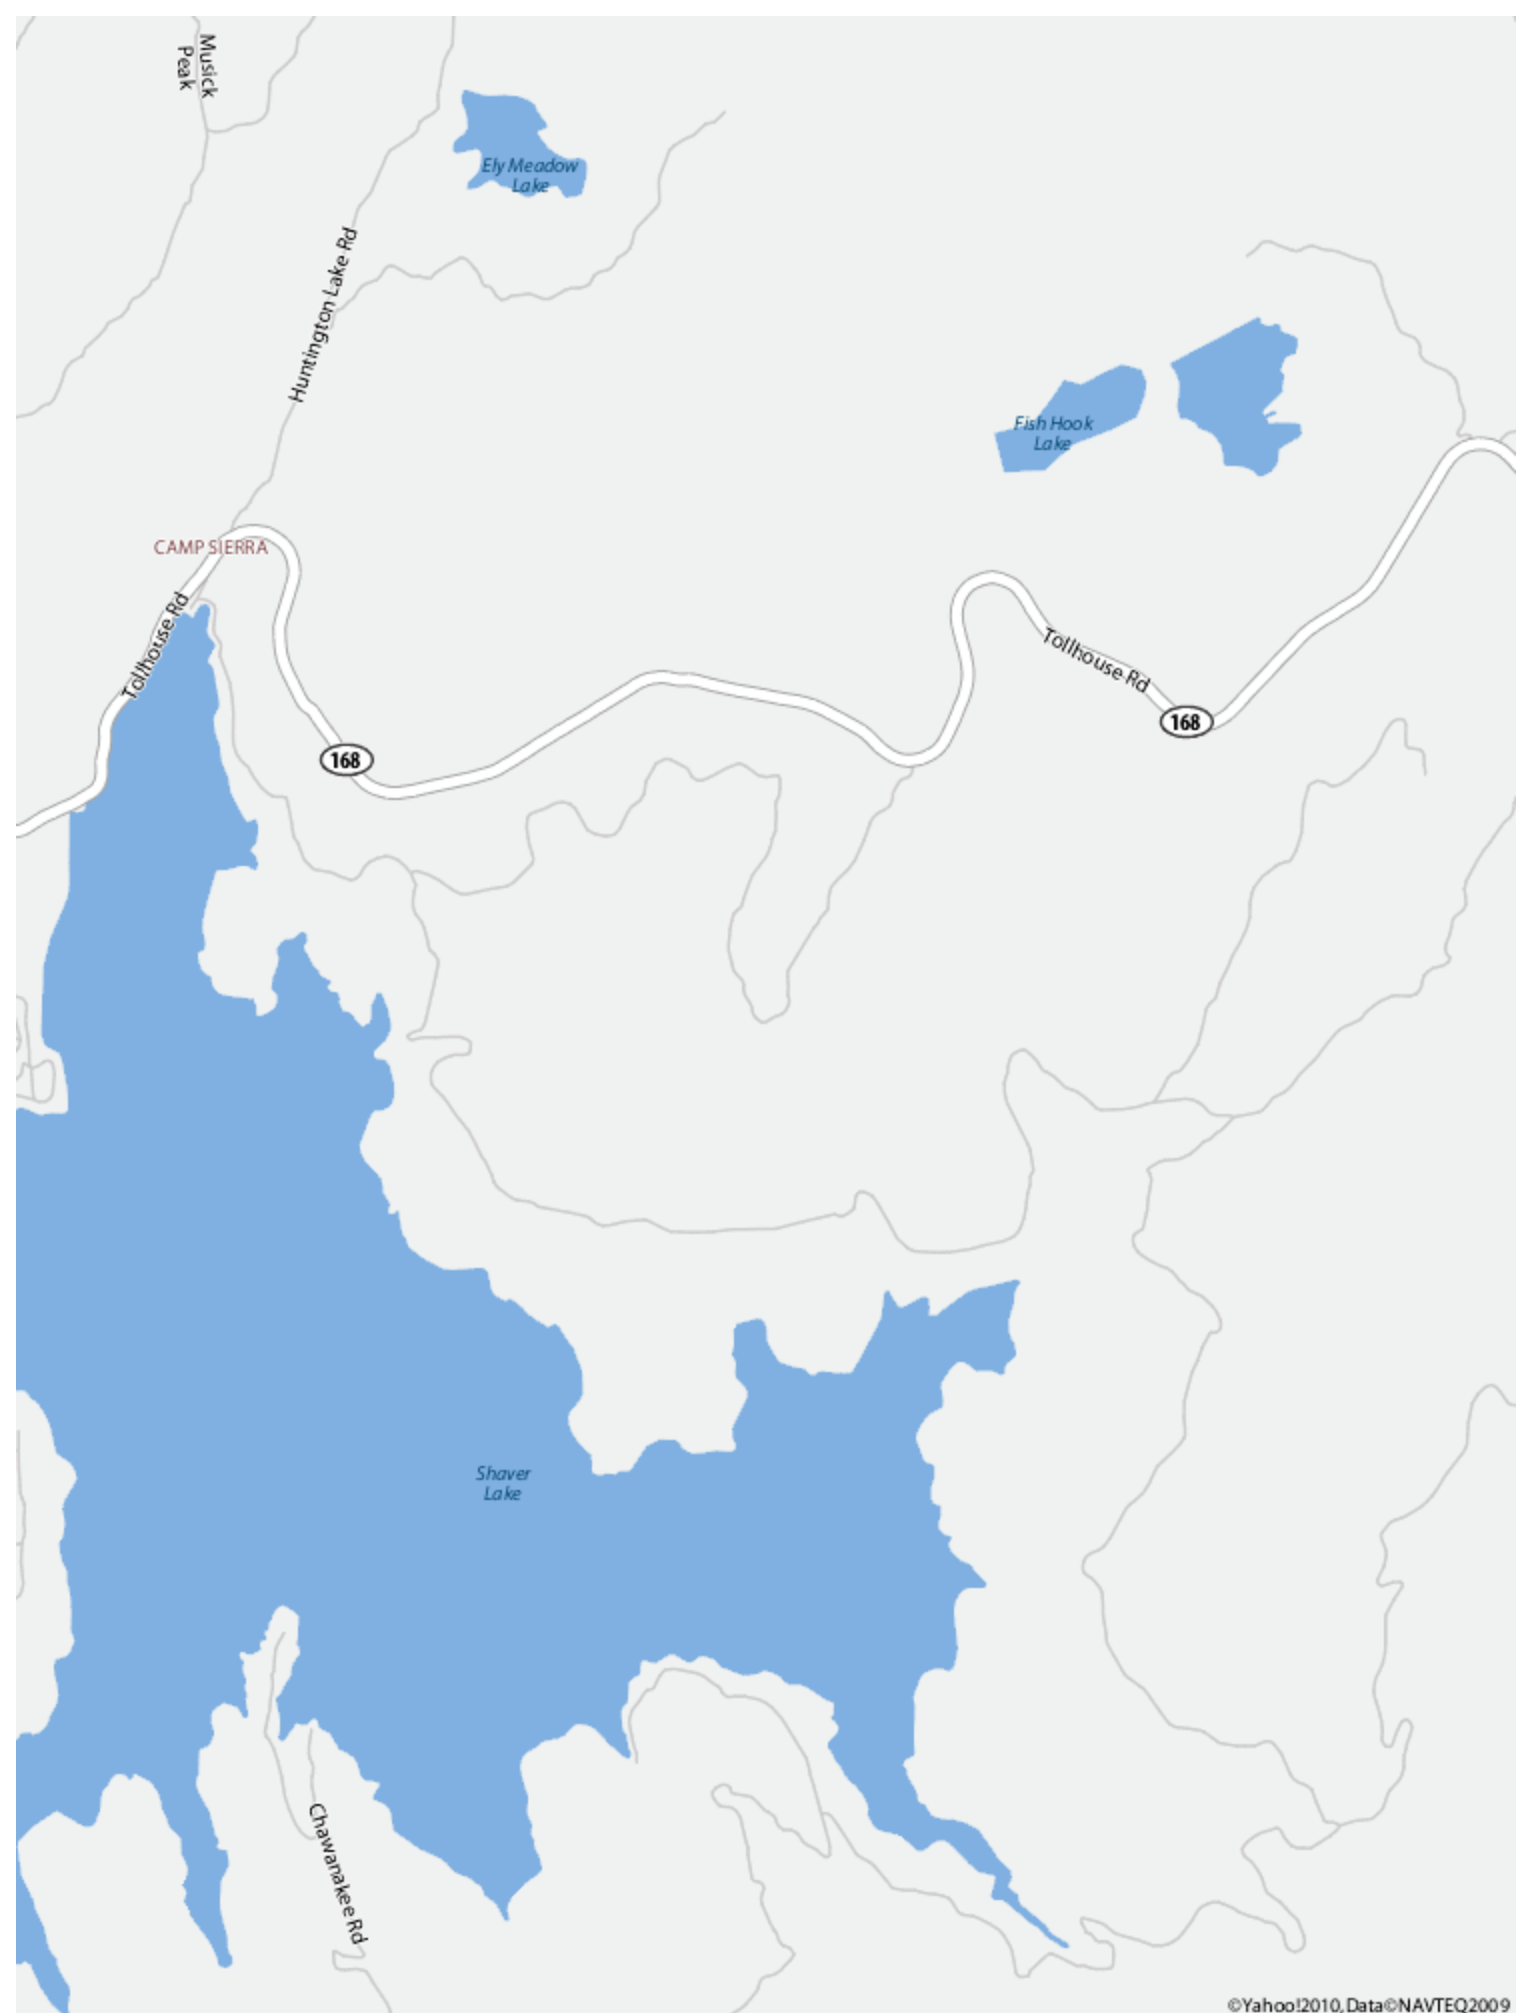 Musick
Peak
Ely Meadow
Lake
Huntington Lake Rd
Fish Hook
Lake
CAMP SIERRA
Tollhouse Rd
Tollhouse Rd
168
168
Shaver
Lake
Chawanakee Rd
©Yahoo!2010, Data©NAVTEQ2009